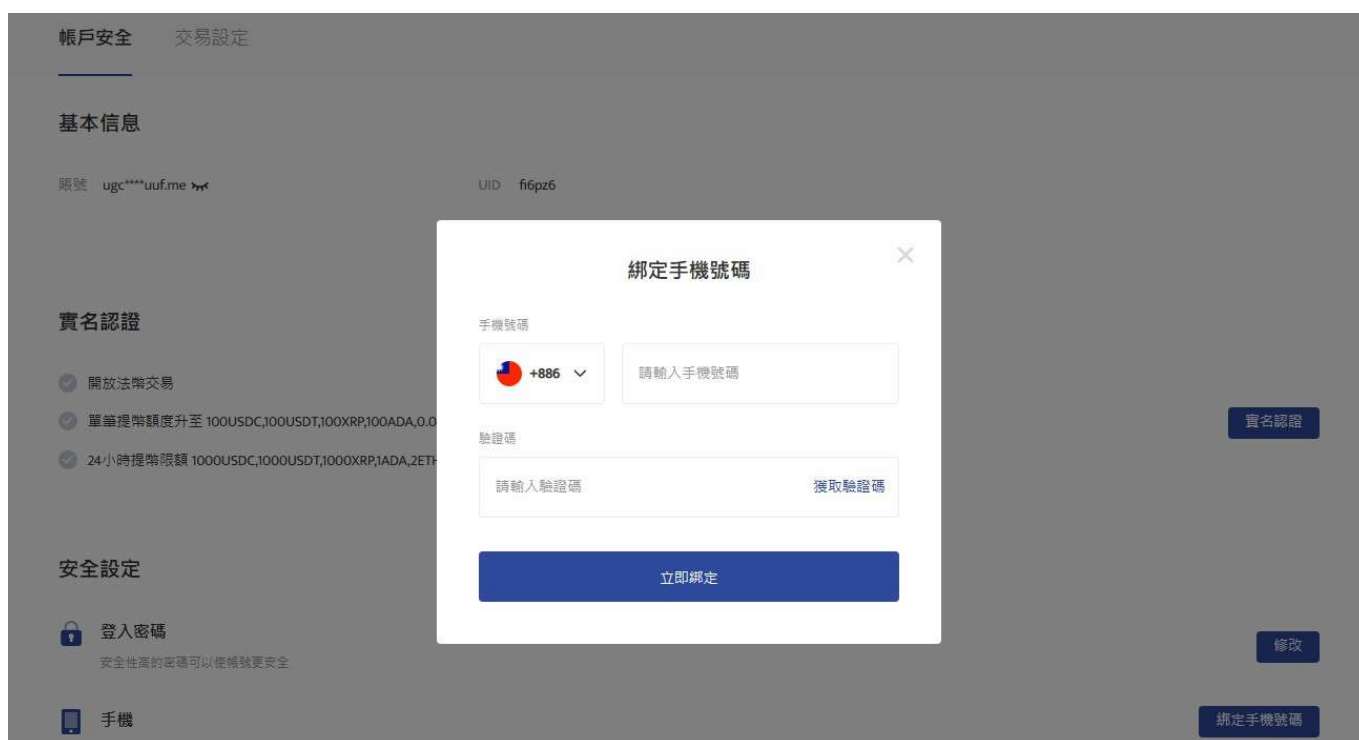 帳戶安全 交易設定
基本信息
賬號 ugc****uuf.me UID fi6pz6
綁定手機號碼
實名認證
手機號碼
+886 請輸入手機號碼
開放法幣交易
單筆提幣額度升至 100USDC,100USDT,100XRP,100ADA,0.0
實名認證
驗證碼
24小時提幣限額 1000USDC,1000USDT,1000XRP,1ADA,2ETH
請輸入驗證碼 獲取驗證碼
安全設定
立即綁定
登入密碼
修改
安全性高的密碼可以使帳號更安全
手機
綁定手機號碼